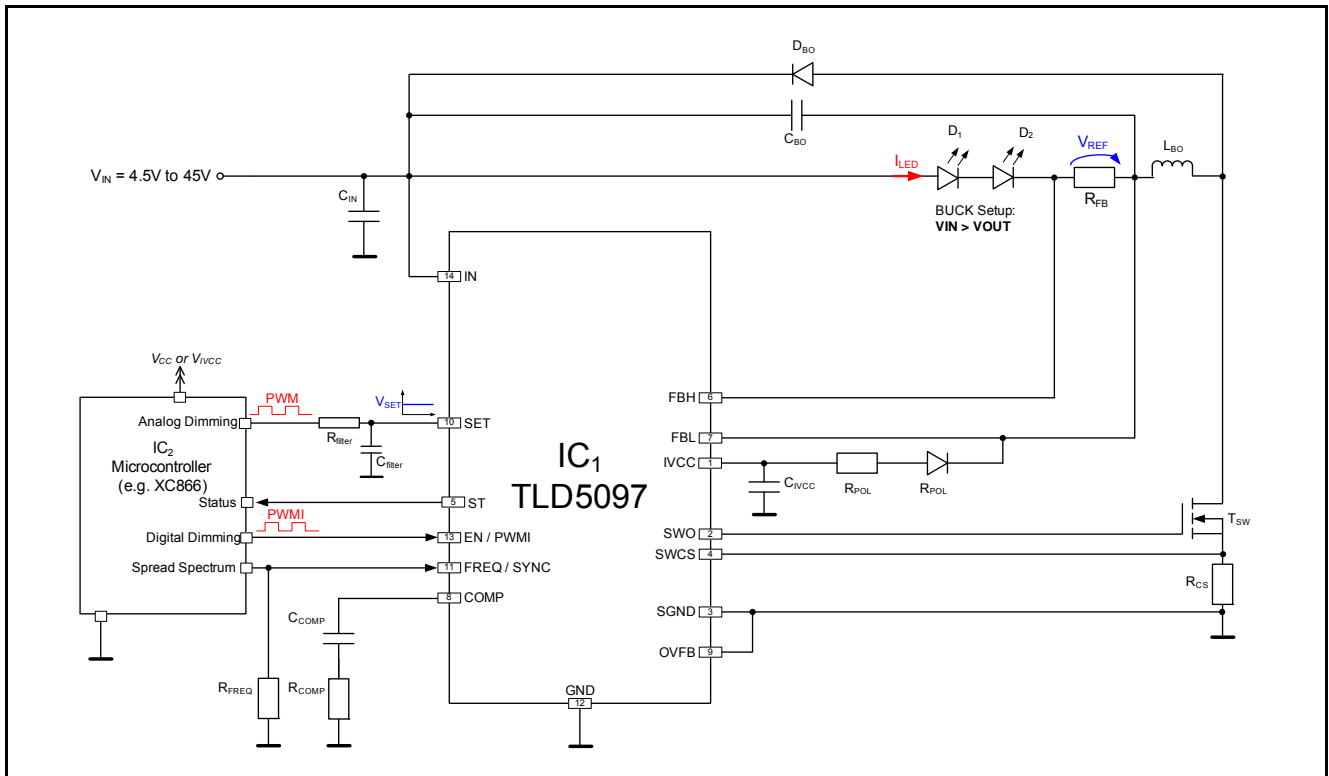 DBO
CBO
D1
D2
VREF
LBO
ILED
VIN = 4.5V to 45V
CIN
RFB
BUCK Setup:
VIN > VOUT
14 IN
VCC or VIVCC
PWM
VSET
Analog Dimming
10 SET
Rfilter
Cfilter
IC2
Microcontroller
(e.g. XC866)
Status
5 ST
PWMI
Digital Dimming
13 EN / PWMI
Spread Spectrum
11 FREQ / SYNC
8 COMP
CCOMP
RFREQ
RCOMP
IC1
TLD5097
FBH 6
FBL 7
IVCC 1
CIVCC
RPOL
RPOL
SWO 2
TSW
SWCS 4
RCS
SGND 3
OVFB 9
GND
12